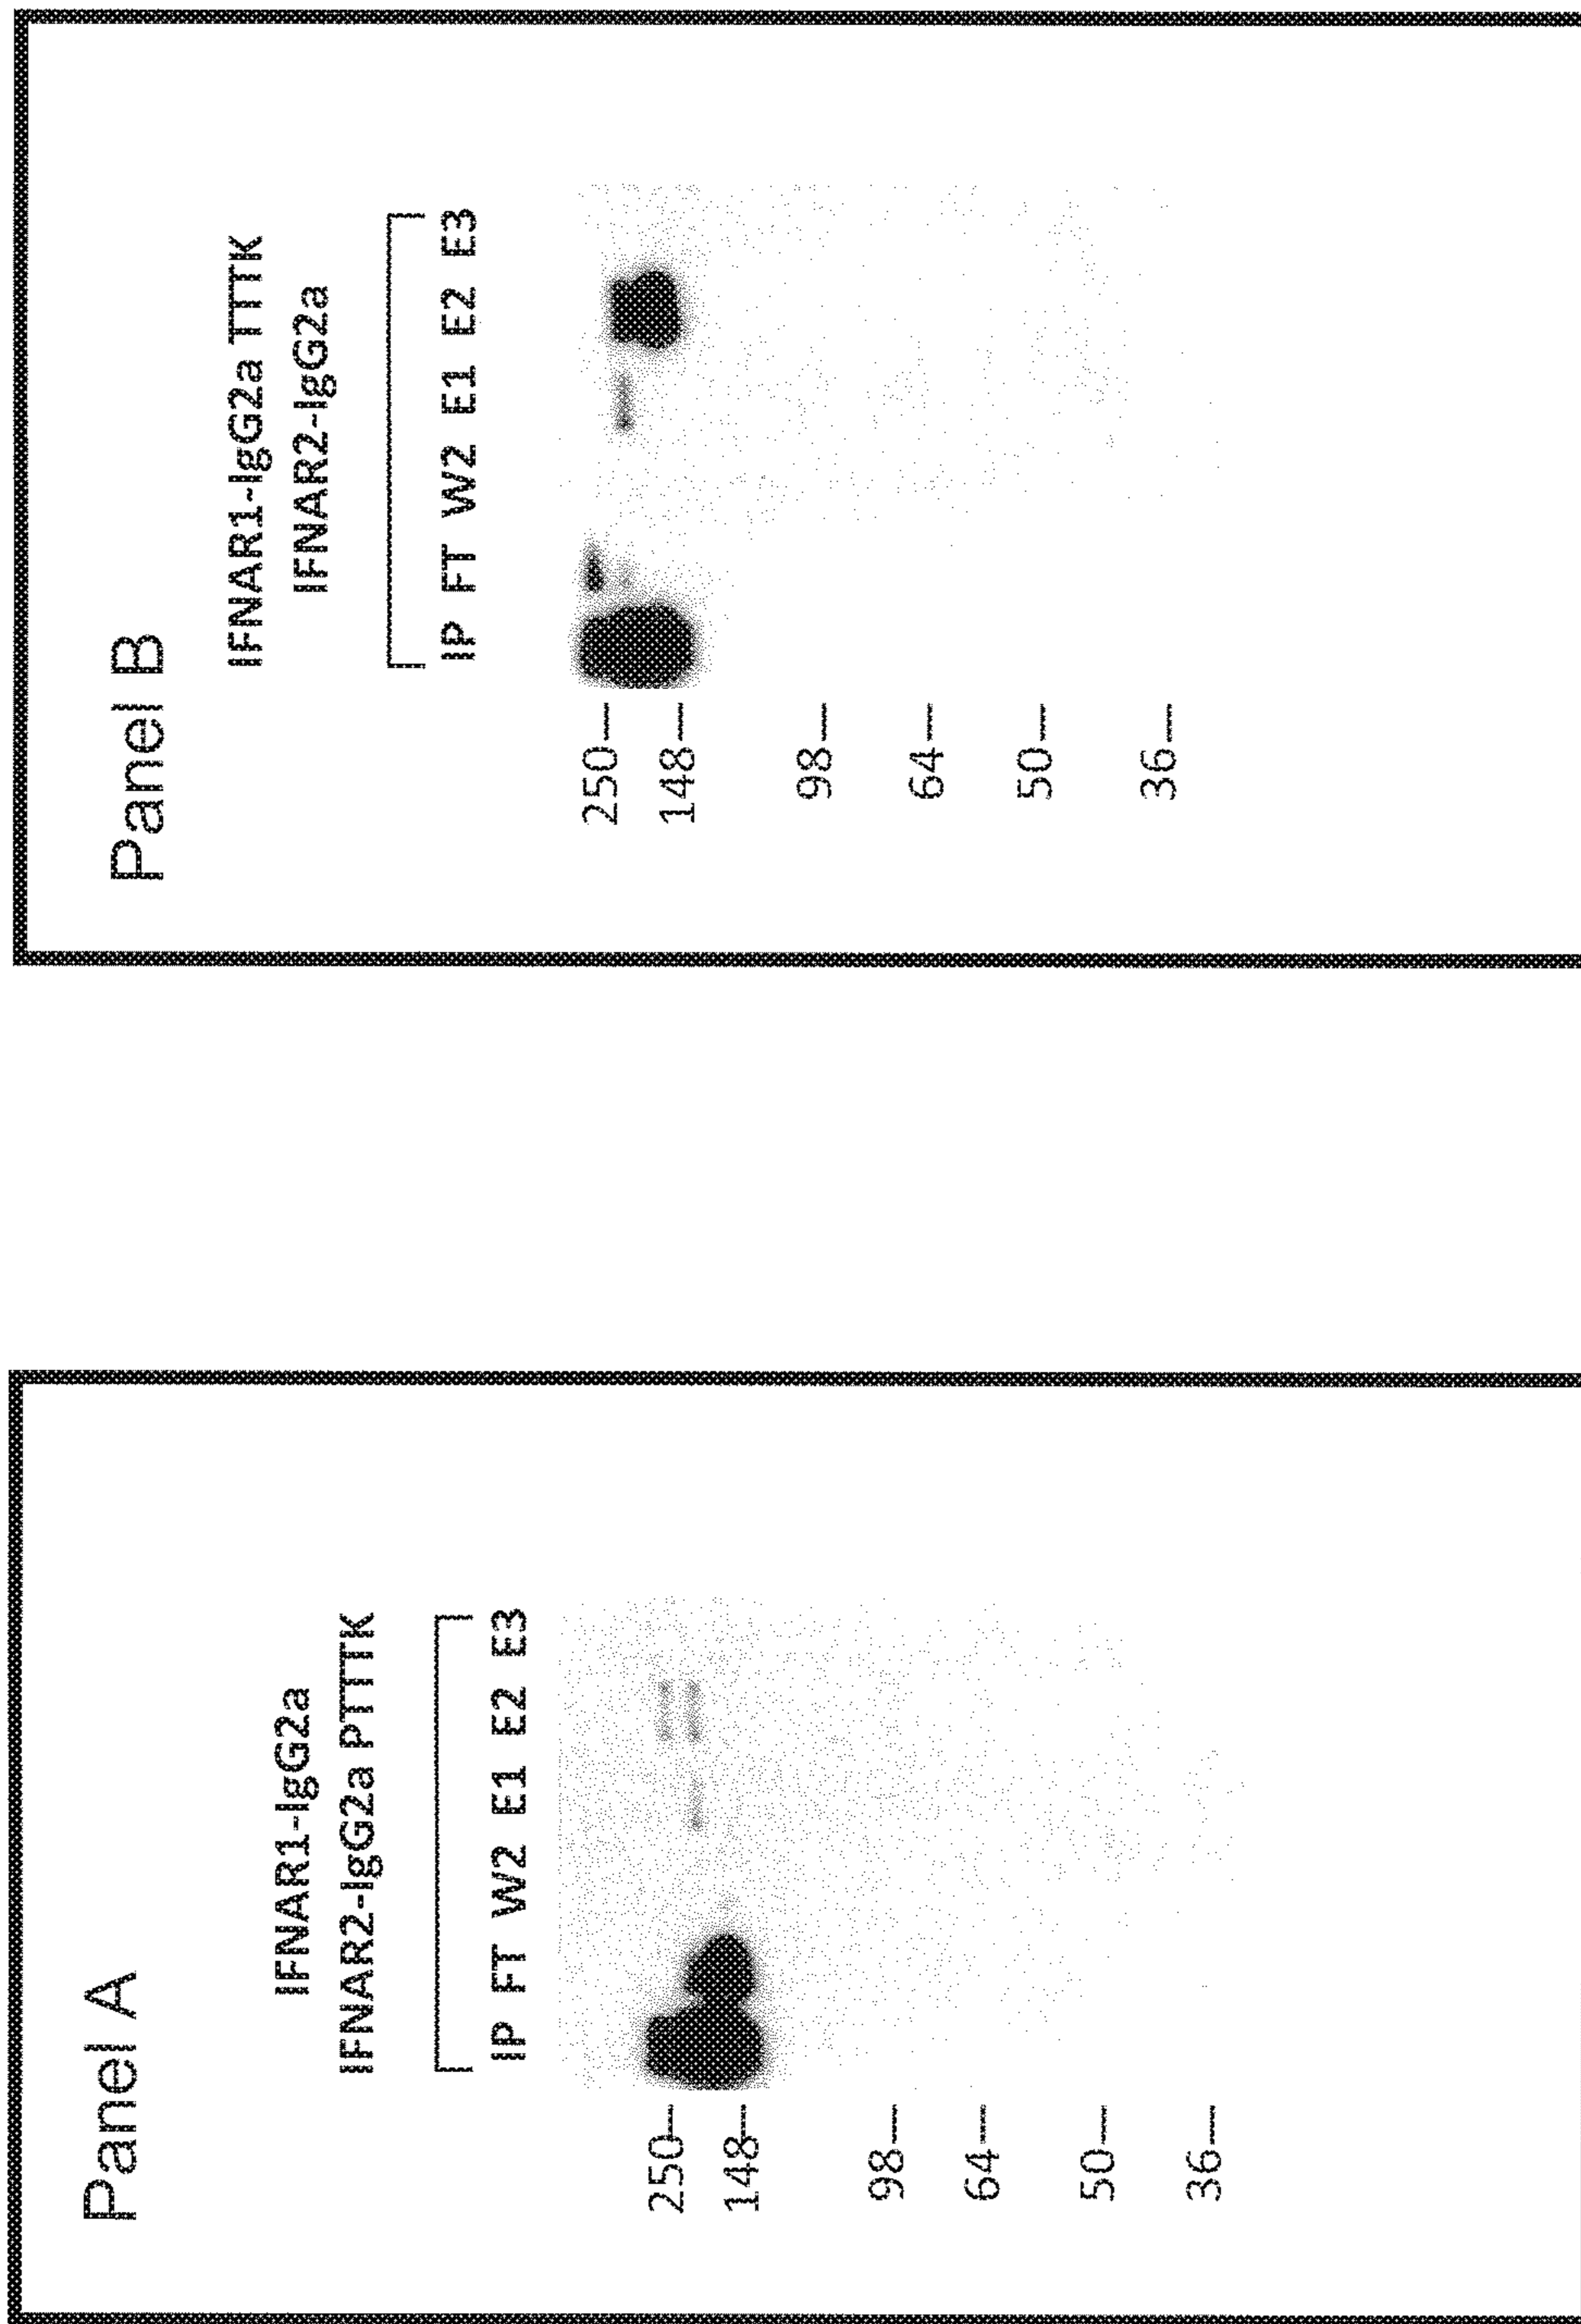 Panel A
IFNAR1-IgG2a
IFNAR2-IgG2a PTTTK
IP FT W2 E1 E2 E3
250
148
98
64
50
36
Panel B
IFNAR1-IgG2a TTTK
IFNAR2-IgG2a
IP FT W2 E1 E2 E3
250
148
98
64
50
36